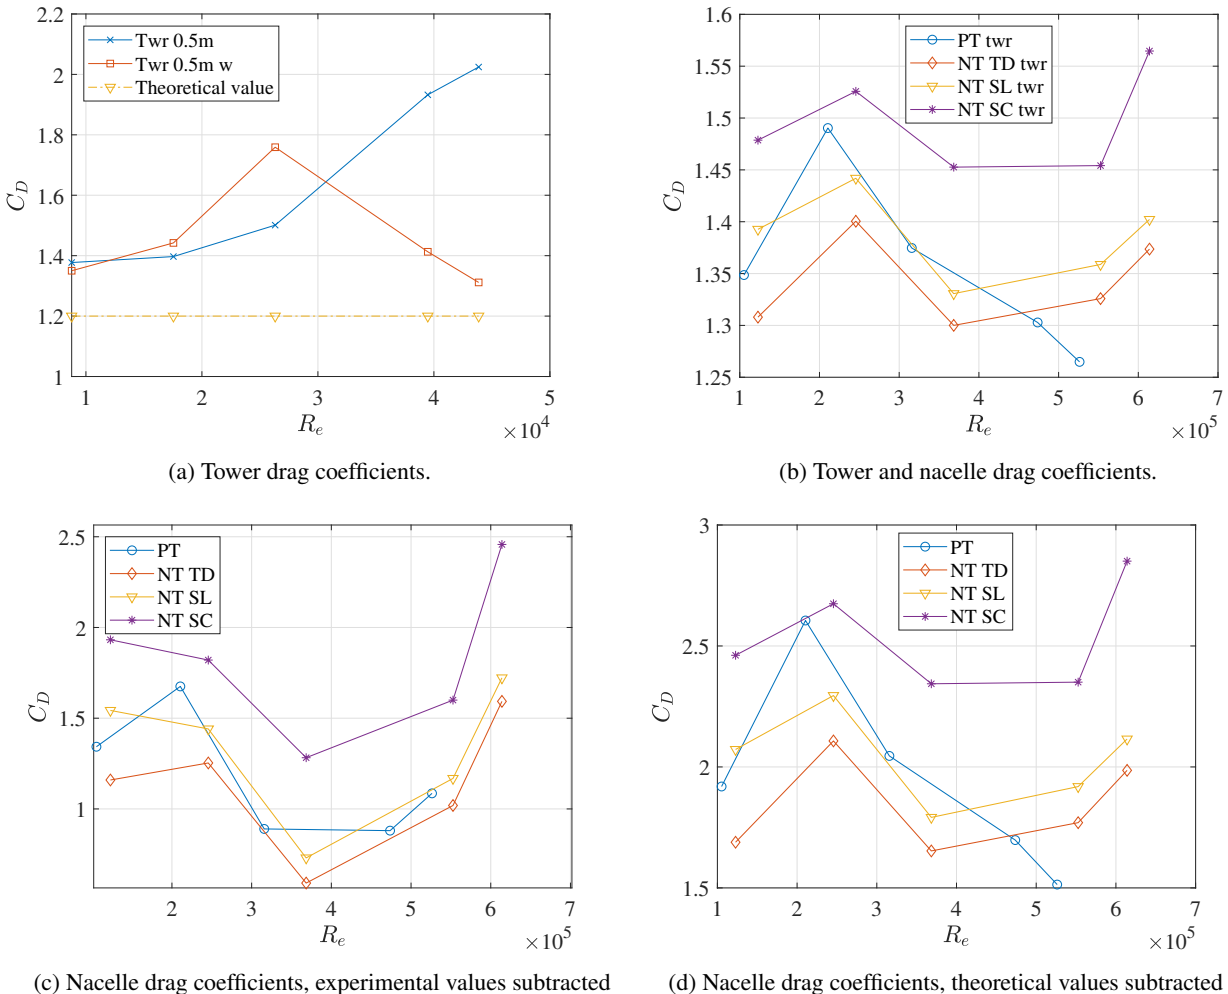 2.2
2
1.8
1.6
1.4
1.2
1
Twr 0.5m
Twr 0.5m w
Theoretical value
C_D
1 2 3 4 5
R_e
×10^4
(a) Tower drag coefficients.
1.6
1.55
1.5
1.45
1.4
1.35
1.3
1.25
PT twr
NT TD twr
NT SL twr
NT SC twr
C_D
1 2 3 4 5 6 7
R_e
×10^5
(b) Tower and nacelle drag coefficients.
2.5
2
1.5
1
PT
NT TD
NT SL
NT SC
C_D
2 3 4 5 6 7
R_e
×10^5
(c) Nacelle drag coefficients, experimental values subtracted
3
2.5
2
1.5
PT
NT TD
NT SL
NT SC
C_D
1 2 3 4 5 6 7
R_e
×10^5
(d) Nacelle drag coefficients, theoretical values subtracted